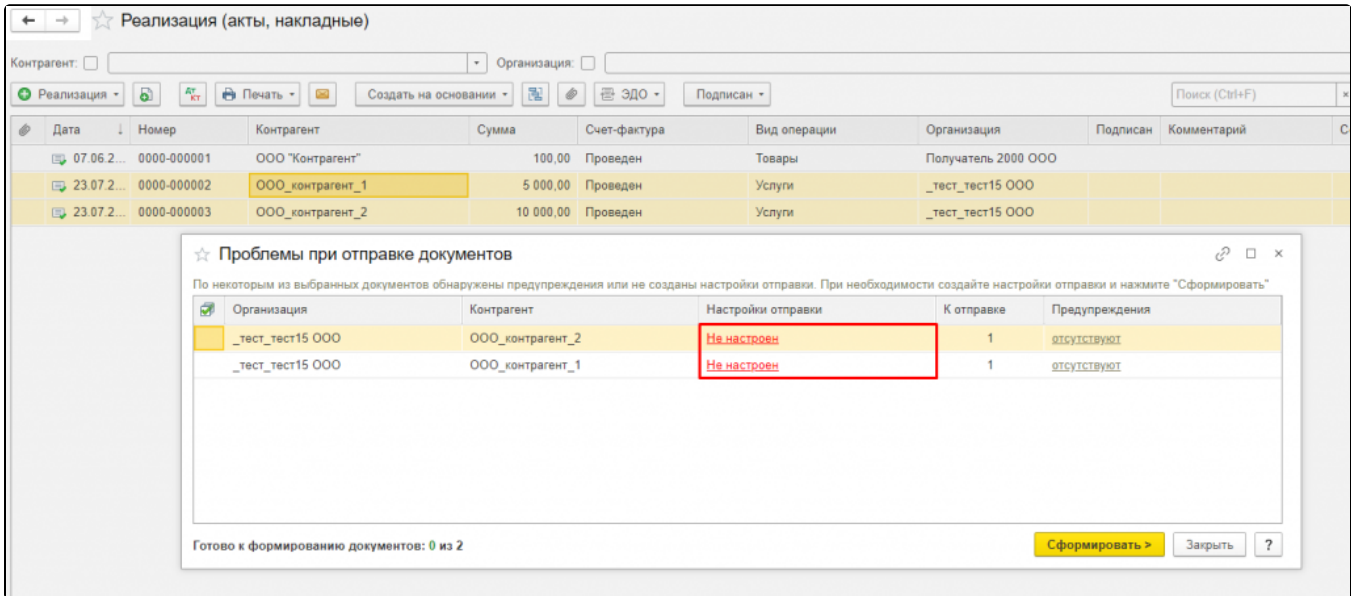 Реализация (акты, накладные)
Контрагент: Организация:
Реализация Дт Кт Печать Создать на основании ЭДО Подписан Поиск (Ctrl+F) ×
Дата ↓ Номер Контрагент Сумма Счет-фактура Вид операции Организация Подписан Комментарий С
07.06.2... 0000-000001 ООО "Контрагент" 100,00 Проведен Товары Получатель 2000 ООО
23.07.2... 0000-000002 ООО_контрагент_1 5 000,00 Проведен Услуги _тест_тест15 ООО
23.07.2... 0000-000003 ООО_контрагент_2 10 000,00 Проведен Услуги _тест_тест15 ООО
Проблемы при отправке документов
По некоторым из выбранных документов обнаружены предупреждения или не созданы настройки отправки. При необходимости создайте настройки отправки и нажмите "Сформировать"
Организация Контрагент Настройки отправки К отправке Предупреждения
_тест_тест15 ООО ООО_контрагент_2 Не настроен 1 отсутствуют
_тест_тест15 ООО ООО_контрагент_1 Не настроен 1 отсутствуют
Готово к формированию документов: 0 из 2 Сформировать > Закрыть ?